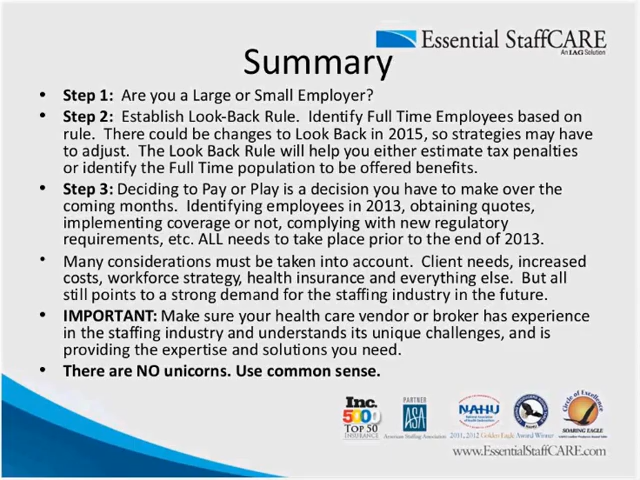 Essential StaffCARE
An IAG Solution
Summary
• Step 1: Are you a Large or Small Employer?
• Step 2: Establish Look-Back Rule. Identify Full Time Employees based on
rule. There could be changes to Look Back in 2015, so strategies may have
to adjust. The Look Back Rule will help you either estimate tax penalties
or identify the Full Time population to be offered benefits.
• Step 3: Deciding to Pay or Play is a decision you have to make over the
coming months. Identifying employees in 2013, obtaining quotes,
implementing coverage or not, complying with new regulatory
requirements, etc. ALL needs to take place prior to the end of 2013.
• Many considerations must be taken into account. Client needs, increased
costs, workforce strategy, health insurance and everything else. But all
still points to a strong demand for the staffing industry in the future.
• IMPORTANT: Make sure your health care vendor or broker has experience
in the staffing industry and understands its unique challenges, and is
providing the expertise and solutions you need.
• There are NO unicorns. Use common sense.
Inc.
500
TOP 50
INSURANCE
PARTNER
ASA
American Staffing Association
NAHU
2011, 2012 Golden Eagle Award Winner
Circle of Excellence
SOARING EAGLE
www.EssentialStaffCARE.com